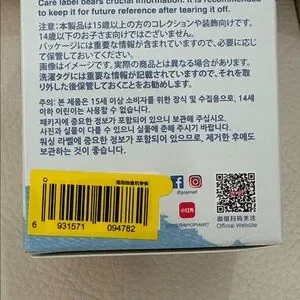 Care label bears crucial information. It is recommended
to keep it for future reference after tearing it off.
注意:本製品は15歳以上の方のコレクションや装飾向けです。
14歳以下のお子さま向けではございません。
パッケージには重要な情報が含まれていますので、必要に応じ
て保管しておいてください。
画像はイメージです。実際の商品とは異なる場合があります。
洗濯タグには重要な情報が記載されていますので、それを取
り外した後保管しておくことをお勧めします。
주의: 본 제품은 15세 이상 소비자를 위한 장식 및 수집용으로, 14세
이하 어린이는 사용할 수 없습니다.
패키지에 중요한 정보가 포함되어 있으니 보관해 주십시오.
사진과 실물이 다를 수 있으니 실물에 준해 주시기 바랍니다.
워싱 라벨에 중요한 정보가 포함되어 있으므로, 제거한 후에도
보관하는 것이 좋습니다.
6 931571 094782
@popmart
小红书
POPMART
微信扫码关注
Official Website